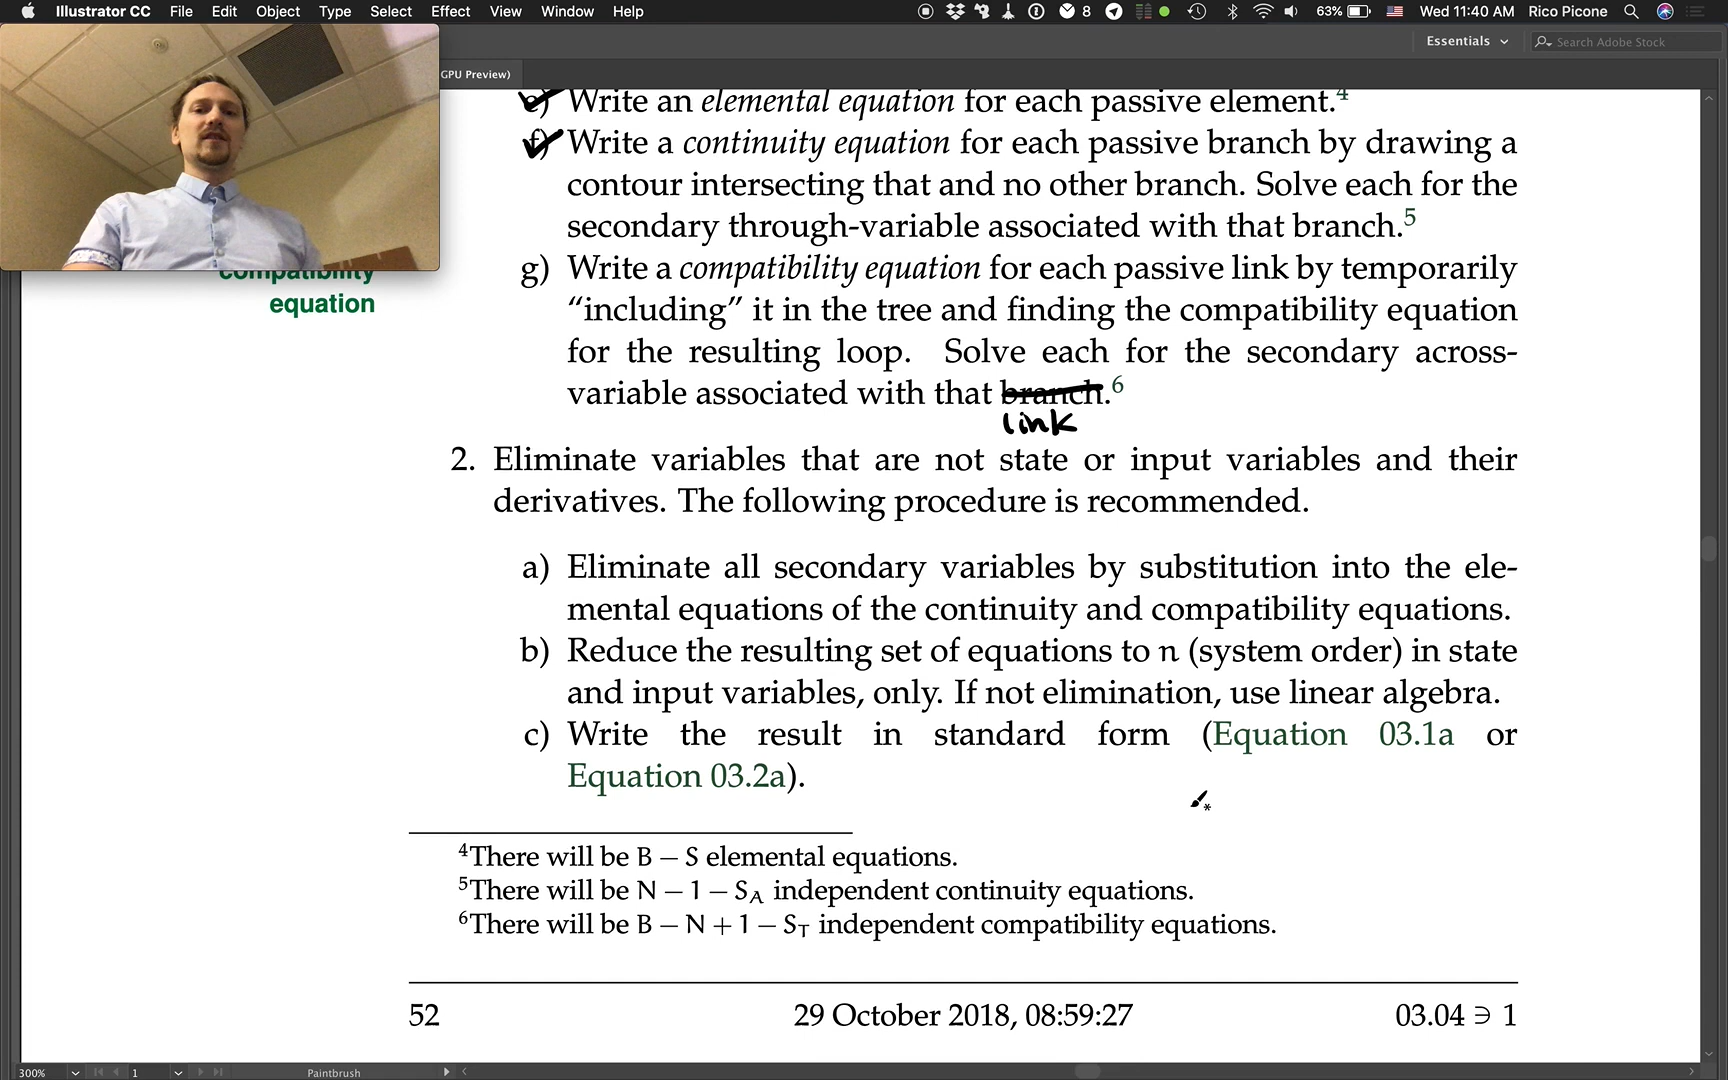 Illustrator CC File Edit Object Type Select Effect View Window Help 8 63% Wed 11:40 AM Rico Picone
Essentials Search Adobe Stock
GPU Preview)
e) Write an elemental equation for each passive element.⁴
f) Write a continuity equation for each passive branch by drawing a
contour intersecting that and no other branch. Solve each for the
secondary through-variable associated with that branch.⁵
compatibility
equation
g) Write a compatibility equation for each passive link by temporarily
“including” it in the tree and finding the compatibility equation
for the resulting loop. Solve each for the secondary across-
variable associated with that branch.⁶
link
2. Eliminate variables that are not state or input variables and their
derivatives. The following procedure is recommended.
a) Eliminate all secondary variables by substitution into the ele-
mental equations of the continuity and compatibility equations.
b) Reduce the resulting set of equations to n (system order) in state
and input variables, only. If not elimination, use linear algebra.
c) Write the result in standard form (Equation 03.1a or
Equation 03.2a).
⁴There will be B − S elemental equations.
⁵There will be N − 1 − S_A independent continuity equations.
⁶There will be B − N + 1 − S_T independent compatibility equations.
52 29 October 2018, 08:59:27 03.04 ∋ 1
300% 1 Paintbrush